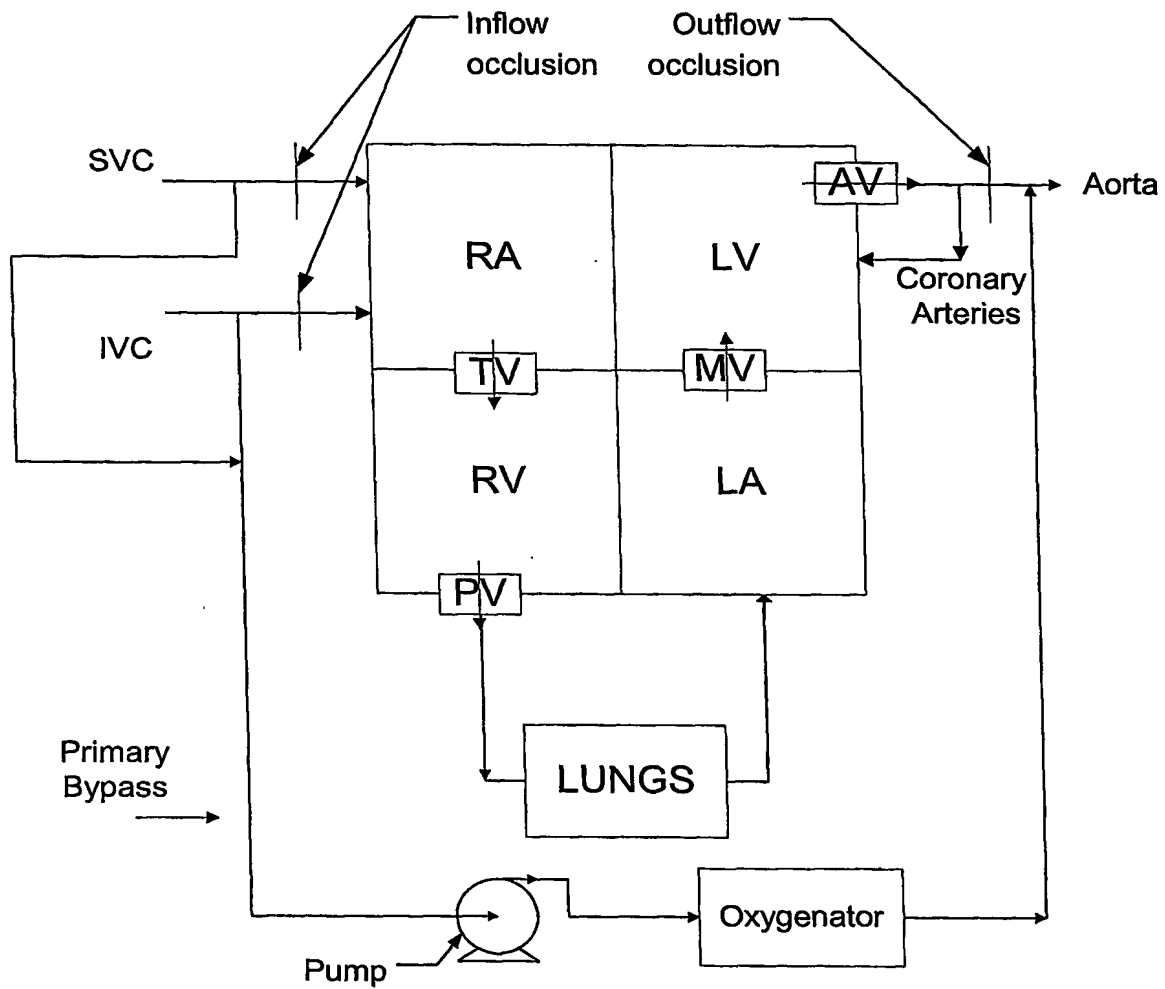 Inflow
occlusion
Outflow
occlusion
SVC
AV
Aorta
RA
LV
Coronary
Arteries
IVC
TV
MV
RV
LA
PV
Primary
Bypass
LUNGS
Oxygenator
Pump